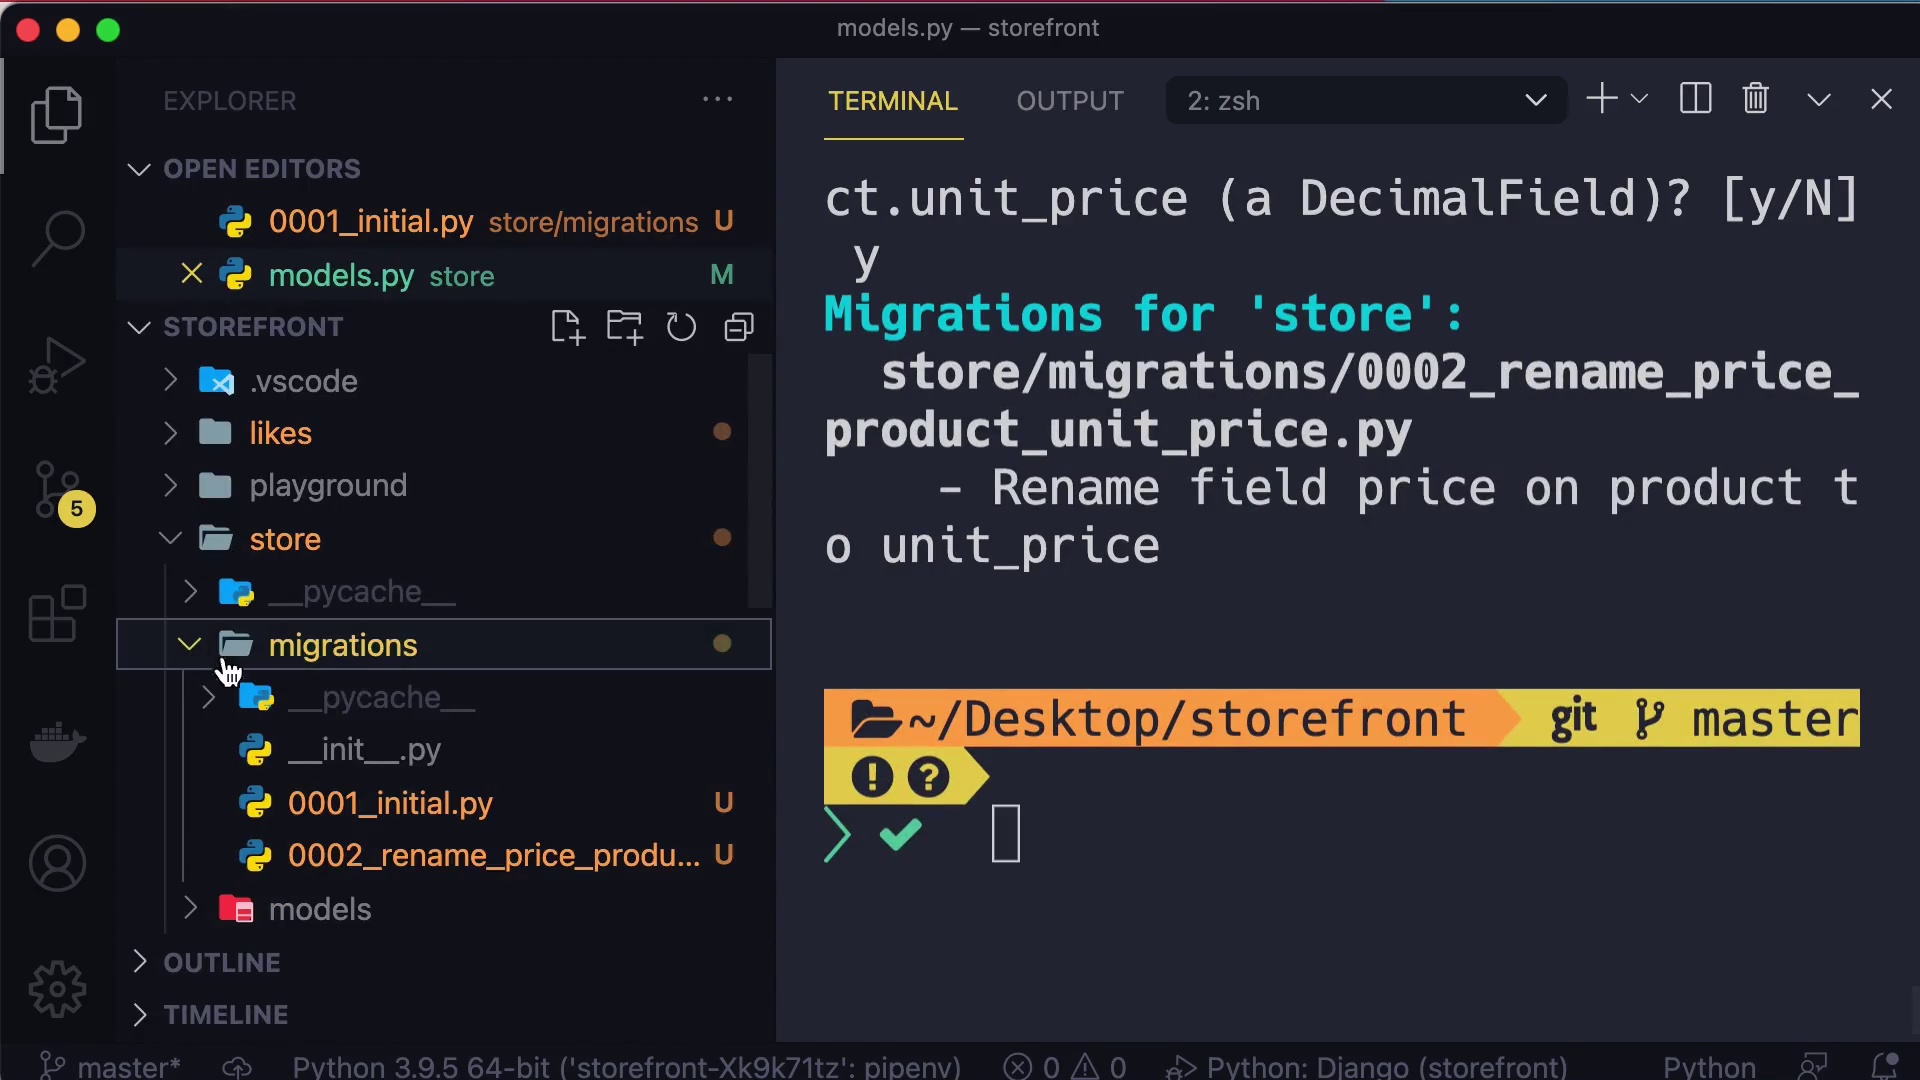 models.py — storefront
EXPLORER
OPEN EDITORS
0001_initial.py store/migrations U
models.py store M
STOREFRONT
.vscode
likes
playground
store
__pycache__
migrations
__pycache__
__init__.py
0001_initial.py U
0002_rename_price_produ... U
models
OUTLINE
TIMELINE
5
TERMINAL OUTPUT 2: zsh
ct.unit_price (a DecimalField)? [y/N]
y
Migrations for 'store':
store/migrations/0002_rename_price_
product_unit_price.py
- Rename field price on product t
o unit_price
~/Desktop/storefront git master
! ?
master* Python 3.9.5 64-bit ('storefront-Xk9k71tz': pipenv) 0 0 Python: Django (storefront) Python